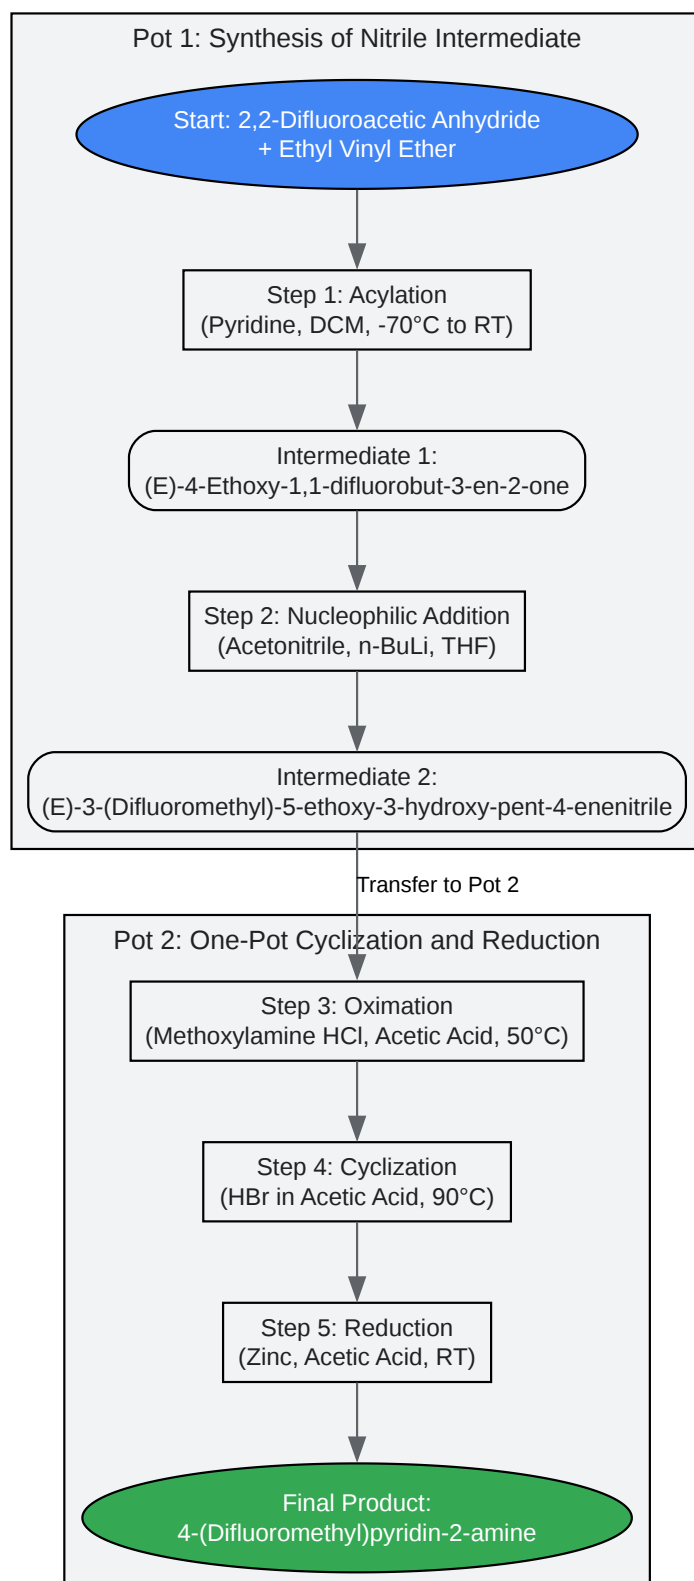 Pot 1: Synthesis of Nitrile Intermediate
Start: 2,2-Difluoroacetic Anhydride
+ Ethyl Vinyl Ether
Step 1: Acylation
(Pyridine, DCM, -70°C to RT)
Intermediate 1:
(E)-4-Ethoxy-1,1-difluorobut-3-en-2-one
Step 2: Nucleophilic Addition
(Acetonitrile, n-BuLi, THF)
Intermediate 2:
(E)-3-(Difluoromethyl)-5-ethoxy-3-hydroxy-pent-4-enenitrile
Transfer to Pot 2
Pot 2: One-Pot Cyclization and Reduction
Step 3: Oximation
(Methoxylamine HCl, Acetic Acid, 50°C)
Step 4: Cyclization
(HBr in Acetic Acid, 90°C)
Step 5: Reduction
(Zinc, Acetic Acid, RT)
Final Product:
4-(Difluoromethyl)pyridin-2-amine